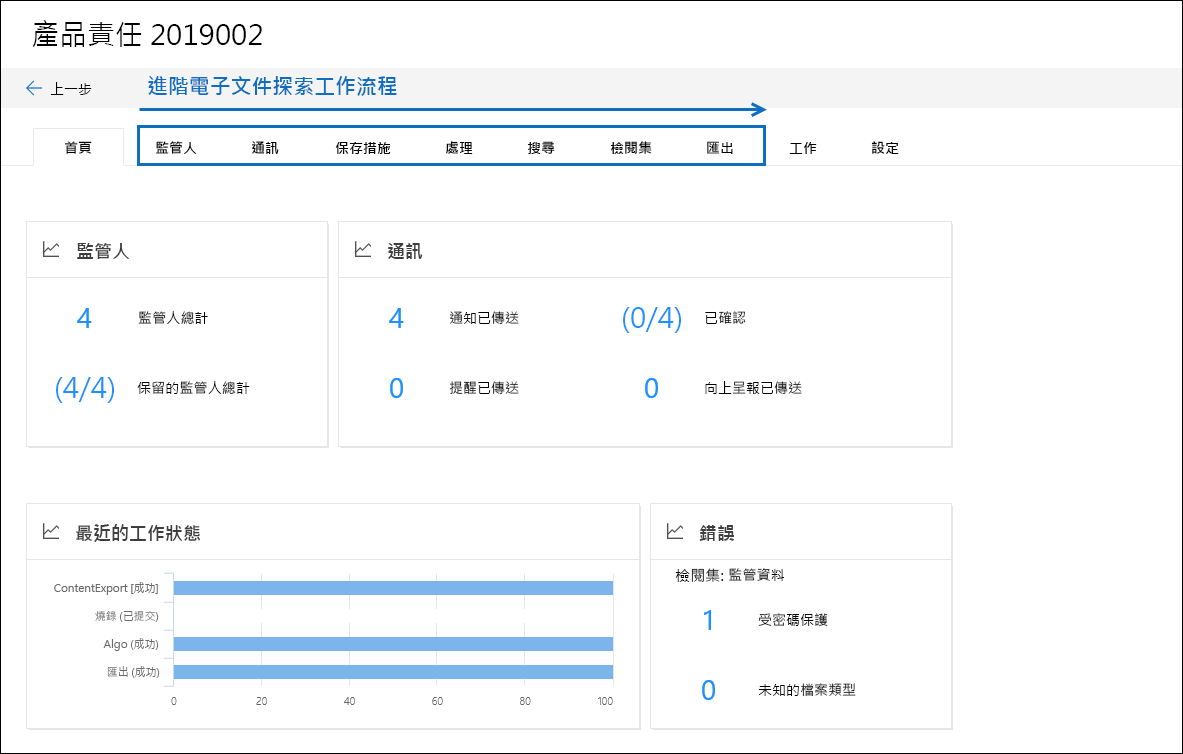 產品責任 2019002
上一步
進階電子文件探索工作流程
首頁 監管人 通訊 保存措施 處理 搜尋 檢閱集 匯出 工作 設定
監管人
4 監管人總計
(4/4) 保留的監管人總計
通訊
4 通知已傳送 (0/4) 已確認
0 提醒已傳送 0 向上呈報已傳送
最近的工作狀態
ContentExport [成功]
燒錄 (已提交)
Algo (成功)
匯出 (成功)
0 20 40 60 80 100
錯誤
檢閱集: 監管資料
1 受密碼保護
0 未知的檔案類型